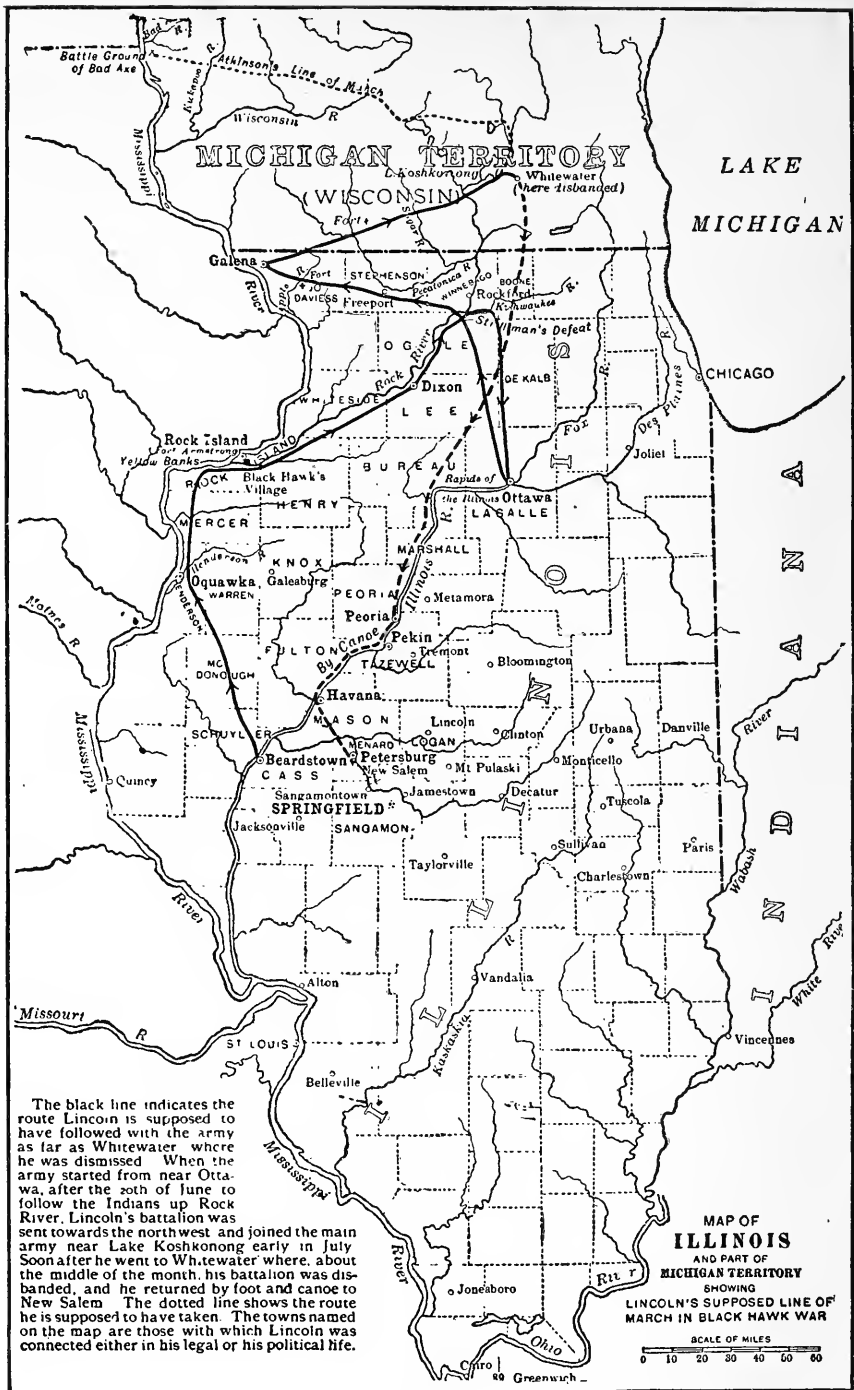 Bad R.
Battle Ground
of Bad Axe
Kickapoo R.
Atkinson's Line of March
Wisconsin R
Mississippi
MICHIGAN TERRITORY
(WISCONSIN)
L. Koshkonong
Whitewater
(here disbanded)
LAKE
MICHIGAN
Fort
Sugar R.
Galena
River
Apple R.
Fort
STEPHENSON
Pecatonica R
WINNEBAGO
BOONE
DAVIESS
Freeport
Rockford
Kishwaukee R.
Stillman's Defeat
OGLE
Rock River
DE KALB
CHICAGO
Dixon
WHITESIDE
LEE
Fox R.
Des Plaines R.
Joliet
Rock Island
Fort Armstrong
Yellow Banks
ROCK ISLAND
Black Hawk's
Village
BUREAU
Rapids of
the Illinois
Ottawa
LASALLE
HENRY
MERCER
Henderson R
KNOX
Galesburg
MARSHALL
Oquawka
WARREN
HENDERSON
PEORIA
Illinois R.
Metamora
Peoria
Pekin
Tremont
FULTON
By Canoe
TAZEWELL
Bloomington
Moines R
MC
DONOUGH
Havana
MASON
Lincoln
Clinton
Urbana
Danville
River
SCHUYLER
MENARD
LOGAN
Beardstown
Petersburg
New Salem
Mt Pulaski
Monticello
CASS
Mississippi
Quincy
Sangamontown
Jamestown
Decatur
SPRINGFIELD
Tuscola
Jacksonville
SANGAMON
Sullivan
Paris
Wabash
Taylorville
Charlestown
ILLINOIS
INDIANA
River
White River
Kaskaskia R
Vandalia
Alton
Missouri
R
ST LOUIS
Vincennes
Belleville
The black line indicates the
route Lincoln is supposed to
have followed with the army
as far as Whitewater where
he was dismissed When the
army started from near Otta-
wa, after the 20th of June to
follow the Indians up Rock
River, Lincoln's battalion was
sent towards the northwest and joined the main
army near Lake Koshkonong early in July
Soon after he went to Whitewater where, about
the middle of the month, his battalion was dis-
banded, and he returned by foot and canoe to
New Salem The dotted line shows the route
he is supposed to have taken. The towns named
on the map are those with which Lincoln was
connected either in his legal or his political life.
Mississippi
River
Jonesboro
Ohio
Cairo
Greenwich
MAP OF
ILLINOIS
AND PART OF
MICHIGAN TERRITORY
SHOWING
LINCOLN'S SUPPOSED LINE OF
MARCH IN BLACK HAWK WAR
SCALE OF MILES
0 10 20 30 40 50 60